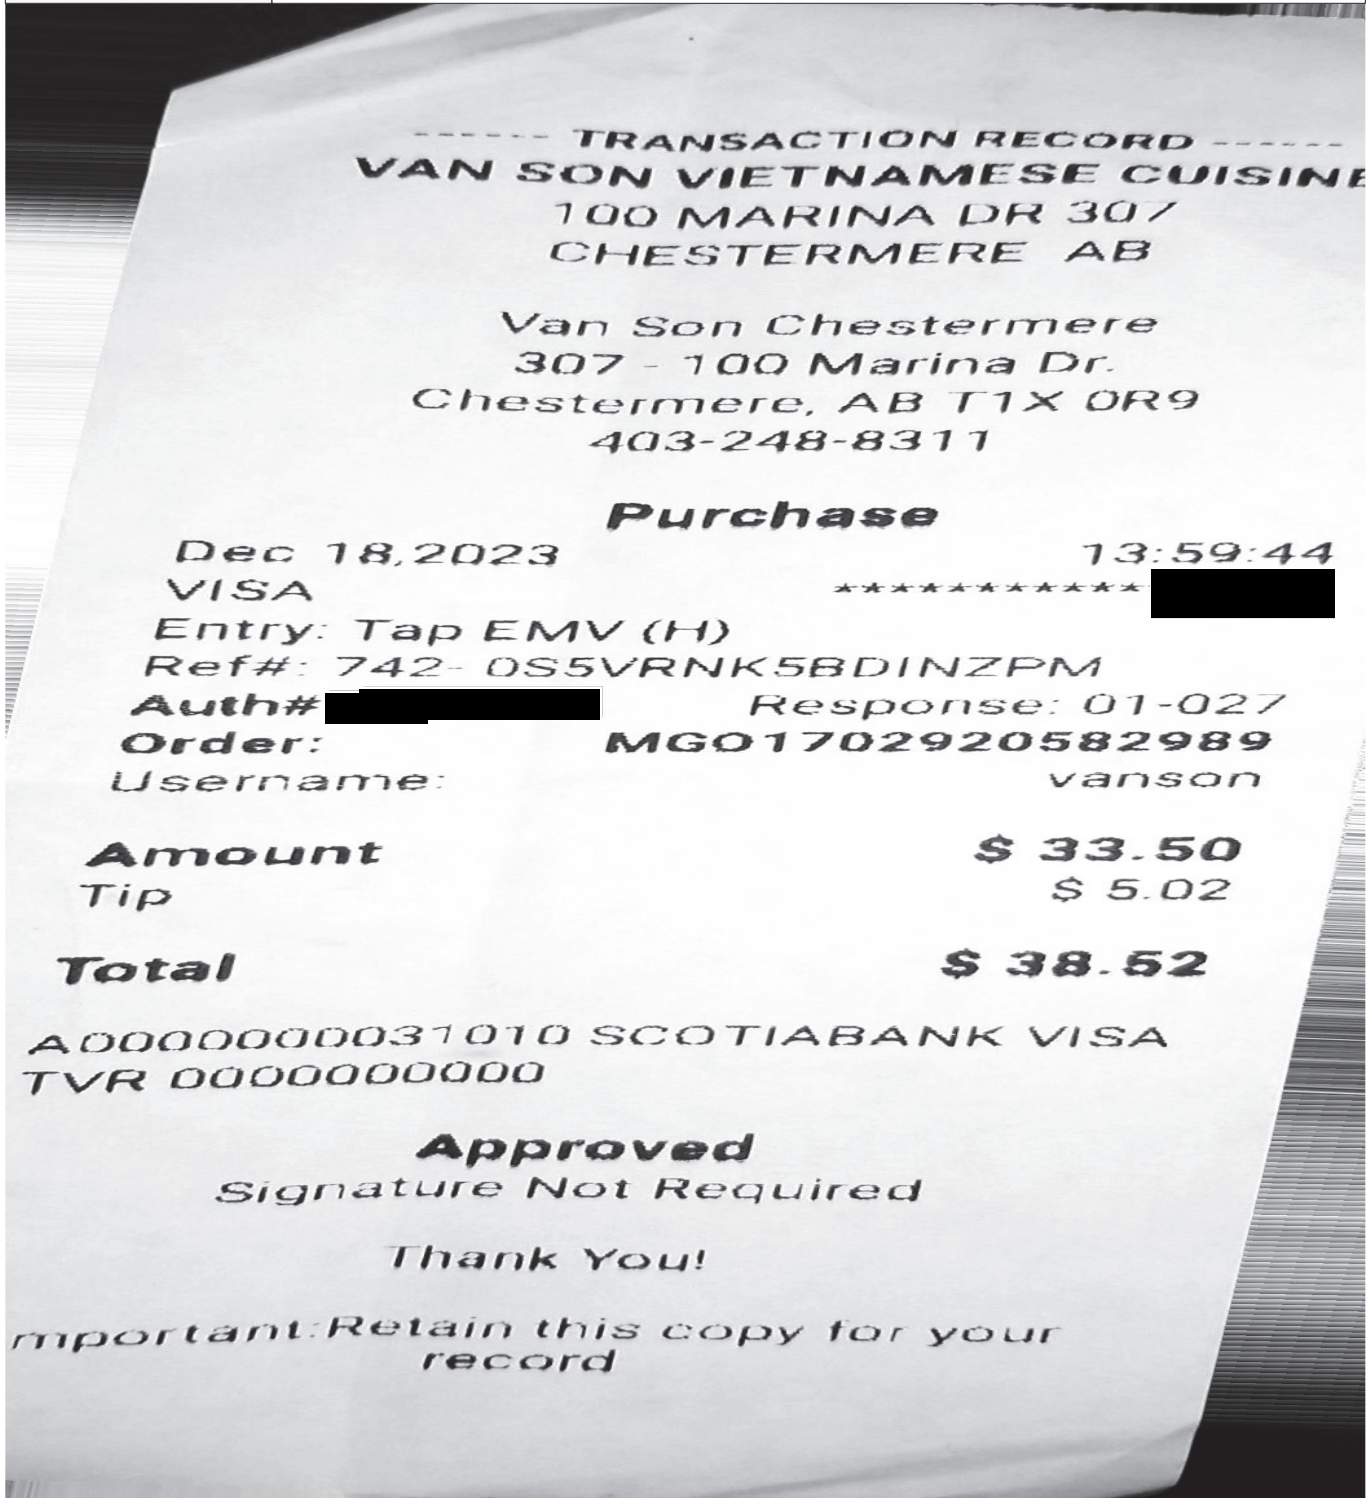 ------ TRANSACTION RECORD ------
VAN SON VIETNAMESE CUISINE
100 MARINA DR 307
CHESTERMERE AB
Van Son Chestermere
307 - 100 Marina Dr.
Chestermere, AB T1X 0R9
403-248-8311
Purchase
Dec 18,2023 13:59:44
VISA ***********
Entry: Tap EMV (H)
Ref#: 742- 0S5VRNK5BDINZPM
Auth# Response: 01-027
Order: MGO1702920582989
Username: vanson
Amount $ 33.50
Tip $ 5.02
Total $ 38.52
A0000000031010 SCOTIABANK VISA
TVR 0000000000
Approved
Signature Not Required
Thank You!
mportant:Retain this copy for your
record